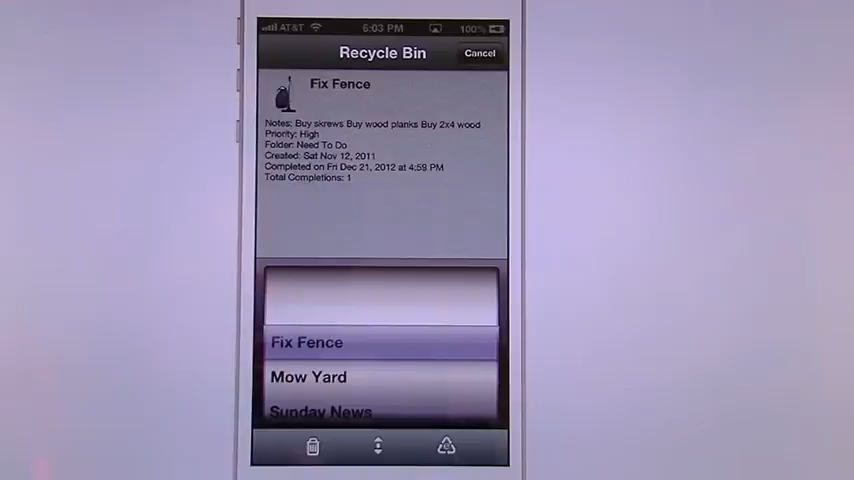 AT&T 6:03 PM 100%
Recycle Bin Cancel
Fix Fence
Notes: Buy skrews Buy wood planks Buy 2x4 wood
Priority: High
Folder: Need To Do
Created: Sat Nov 12, 2011
Completed on Fri Dec 21, 2012 at 4:59 PM
Total Completions: 1
Fix Fence
Mow Yard
Sunday News